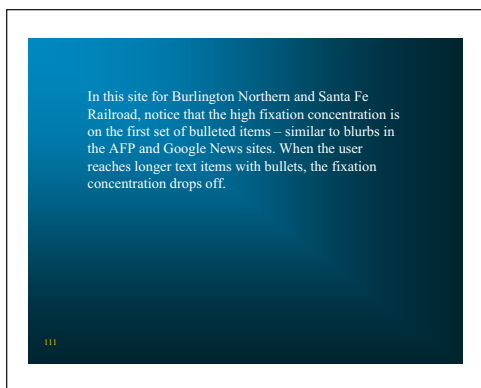 In this site for Burlington Northern and Santa Fe
Railroad, notice that the high fixation concentration is
on the first set of bulleted items – similar to blurbs in
the AFP and Google News sites. When the user
reaches longer text items with bullets, the fixation
concentration drops off.
111